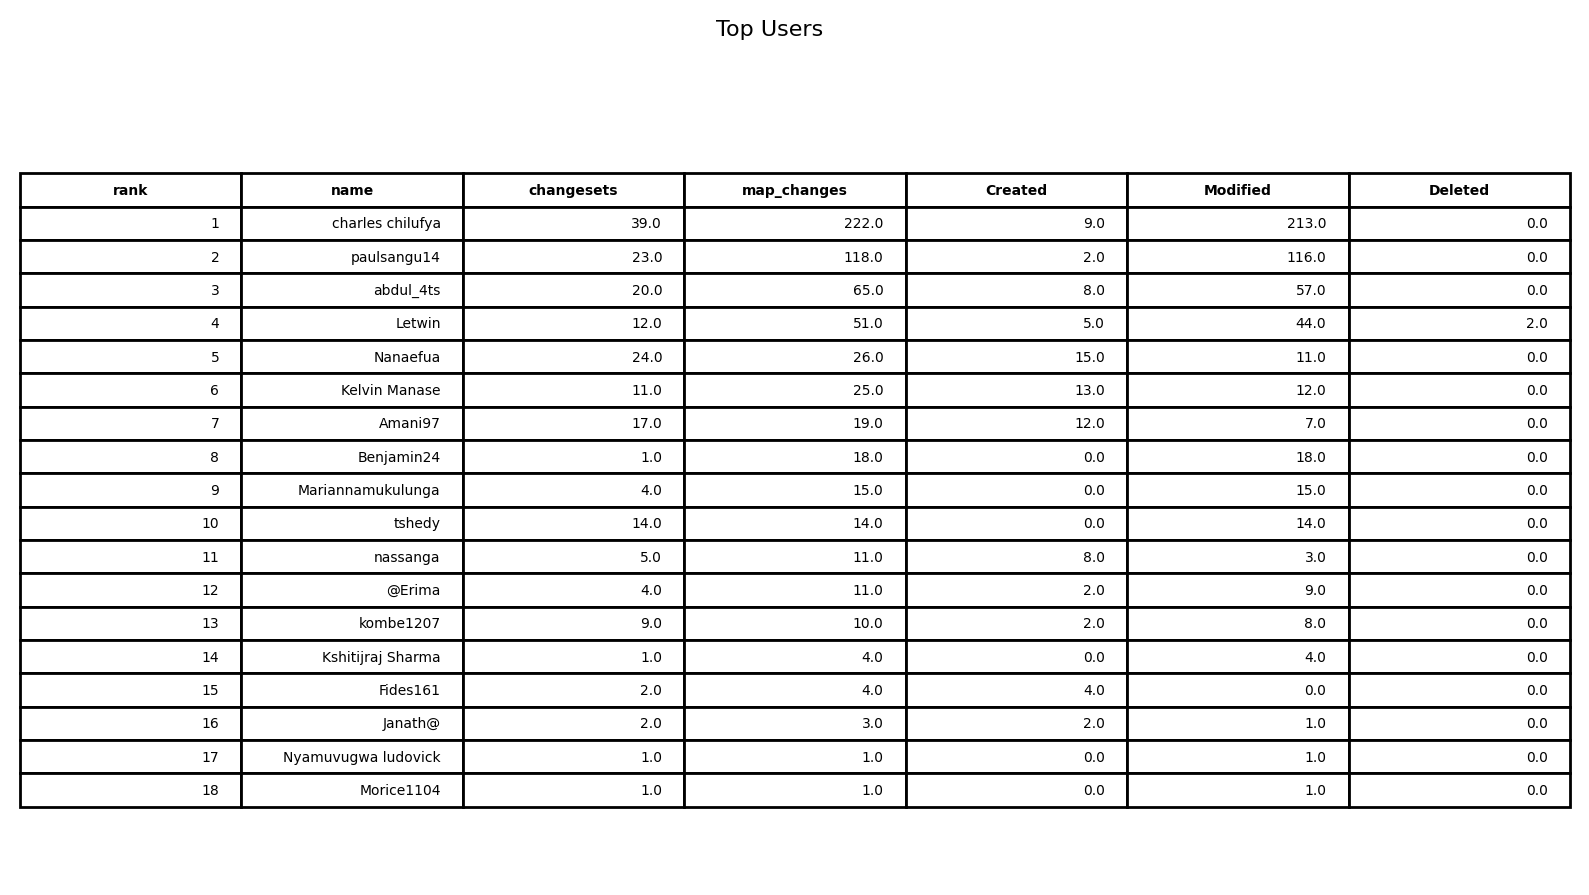 Top Users
rank name changesets map_changes Created Modified Deleted
1 charles chilufya 39.0 222.0 9.0 213.0 0.0
2 paulsangu14 23.0 118.0 2.0 116.0 0.0
3 abdul_4ts 20.0 65.0 8.0 57.0 0.0
4 Letwin 12.0 51.0 5.0 44.0 2.0
5 Nanaefua 24.0 26.0 15.0 11.0 0.0
6 Kelvin Manase 11.0 25.0 13.0 12.0 0.0
7 Amani97 17.0 19.0 12.0 7.0 0.0
8 Benjamin24 1.0 18.0 0.0 18.0 0.0
9 Mariannamukulunga 4.0 15.0 0.0 15.0 0.0
10 tshedy 14.0 14.0 0.0 14.0 0.0
11 nassanga 5.0 11.0 8.0 3.0 0.0
12 @Erima 4.0 11.0 2.0 9.0 0.0
13 kombe1207 9.0 10.0 2.0 8.0 0.0
14 Kshitijraj Sharma 1.0 4.0 0.0 4.0 0.0
15 Fides161 2.0 4.0 4.0 0.0 0.0
16 Janath@ 2.0 3.0 2.0 1.0 0.0
17 Nyamuvugwa ludovick 1.0 1.0 0.0 1.0 0.0
18 Morice1104 1.0 1.0 0.0 1.0 0.0